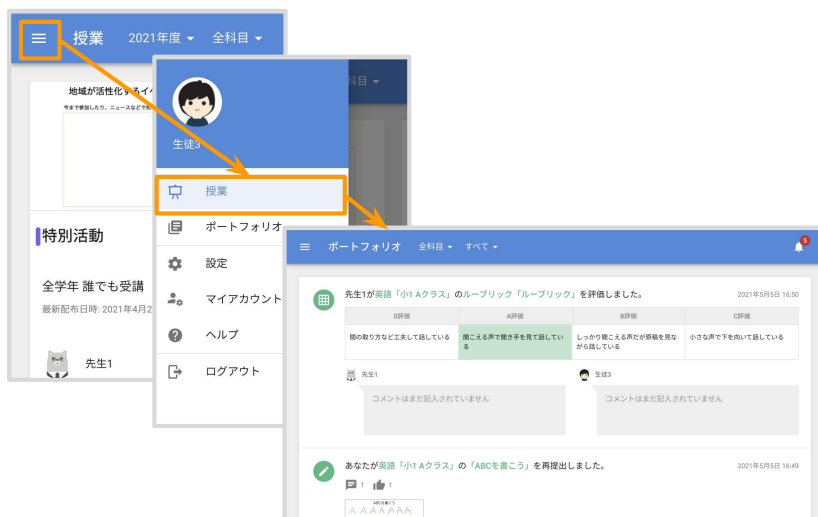 授業 2021年度 全科目
地域が活性化するイベ
特別活動
全学年 誰でも受講
最新配布日時: 2021年4月2
先生1
科目
生徒3
授業
ポートフォリオ
設定
マイアカウント
ヘルプ
ログアウト
ポートフォリオ 全科目 すべて 5
先生1が英語「小1 Aクラス」のルーブリック「ルーブリック」を評価しました。 2021年5月5日 16:50
S評価 A評価 B評価 C評価
間の取り方など工夫して話している 聞こえる声で聞き手を見て話してい しっかり聞こえる声だが原稿を見な 小さな声で下を向いて話している
る がら話している
先生1 生徒3
コメントはまだ記入されていません コメントはまだ記入されていません
あなたが英語「小1 Aクラス」の「ABCを書こう」を再提出しました。 2021年5月5日 16:49
1 1
ABCを書こう
A A A A A A A